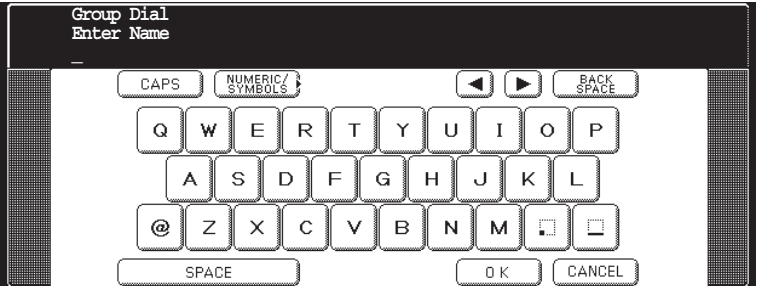 Group Dial
Enter Name
_
CAPS NUMERIC/ SYMBOLS ◀ ▶ BACK SPACE
Q W E R T Y U I O P
A S D F G H J K L
@ Z X C V B N M . _
SPACE OK CANCEL